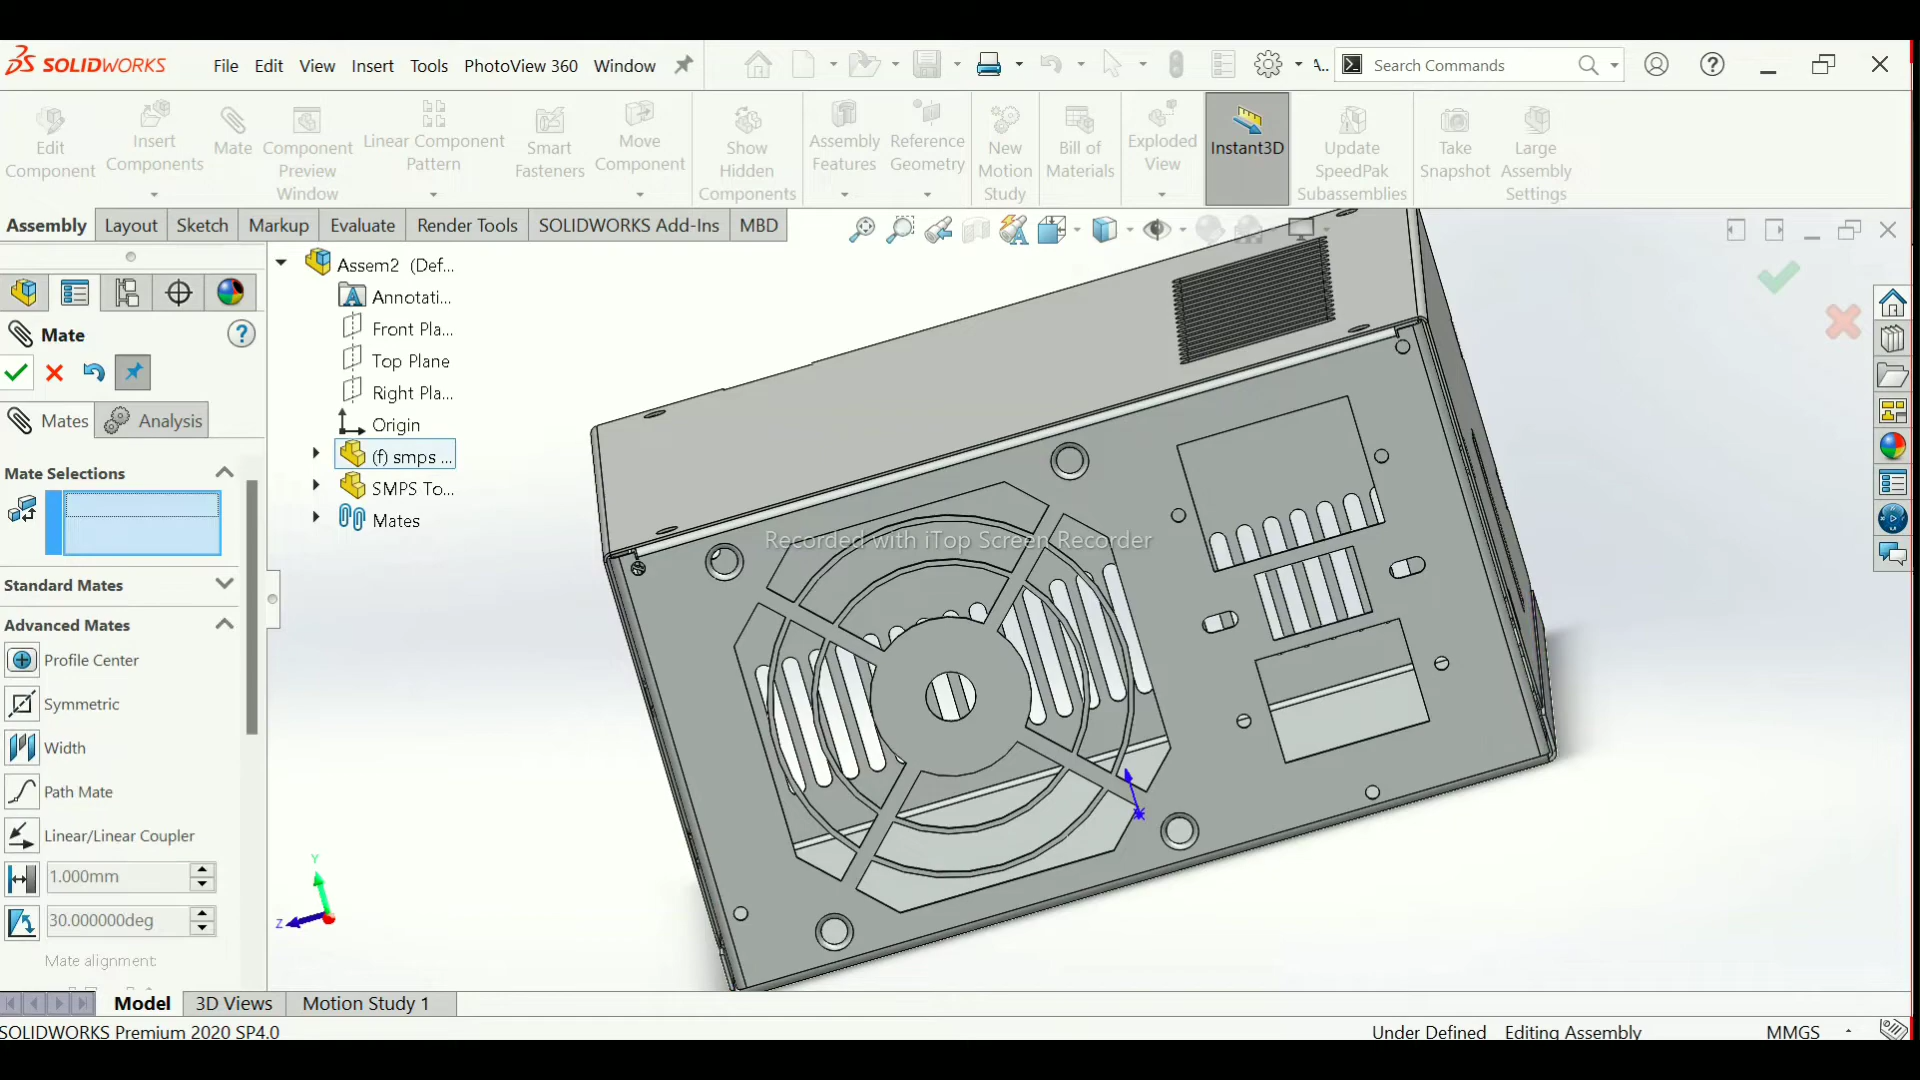 SOLIDWORKS File Edit View Insert Tools PhotoView 360 Window A.. Search Commands
Edit Component
Insert Components
Mate
Component Preview Window
Linear Component Pattern
Smart Fasteners
Move Component
Show Hidden Components
Assembly Features
Reference Geometry
New Motion Study
Bill of Materials
Exploded View
Instant3D
Update SpeedPak Subassemblies
Take Snapshot
Large Assembly Settings
Assembly Layout Sketch Markup Evaluate Render Tools SOLIDWORKS Add-Ins MBD
Assem2 (Def...
Annotati...
Front Pla...
Top Plane
Right Pla...
Origin
(f) smps ...
SMPS To...
Mates
Mate
Mates Analysis
Mate Selections
Standard Mates
Advanced Mates
Profile Center
Symmetric
Width
Path Mate
Linear/Linear Coupler
1.000mm
30.000000deg
Mate alignment:
Recorded with iTop Screen Recorder
Y
Z
Model 3D Views Motion Study 1
SOLIDWORKS Premium 2020 SP4.0 Under Defined Editing Assembly MMGS